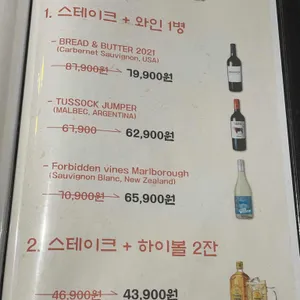 1. 스테이크 + 와인 1병
- BREAD & BUTTER 2021
(Carbernet Sauvignon, USA)
87,900원 → 79,900원
- TUSSOCK JUMPER
(MALBEC, ARGENTINA)
67,900 → 62,900원
- Forbidden vines Marlborough
(Sauvignon Blanc, New Zealand)
70,900원 → 65,900원
2. 스테이크 + 하이볼 2잔
46,900원 → 43,900원